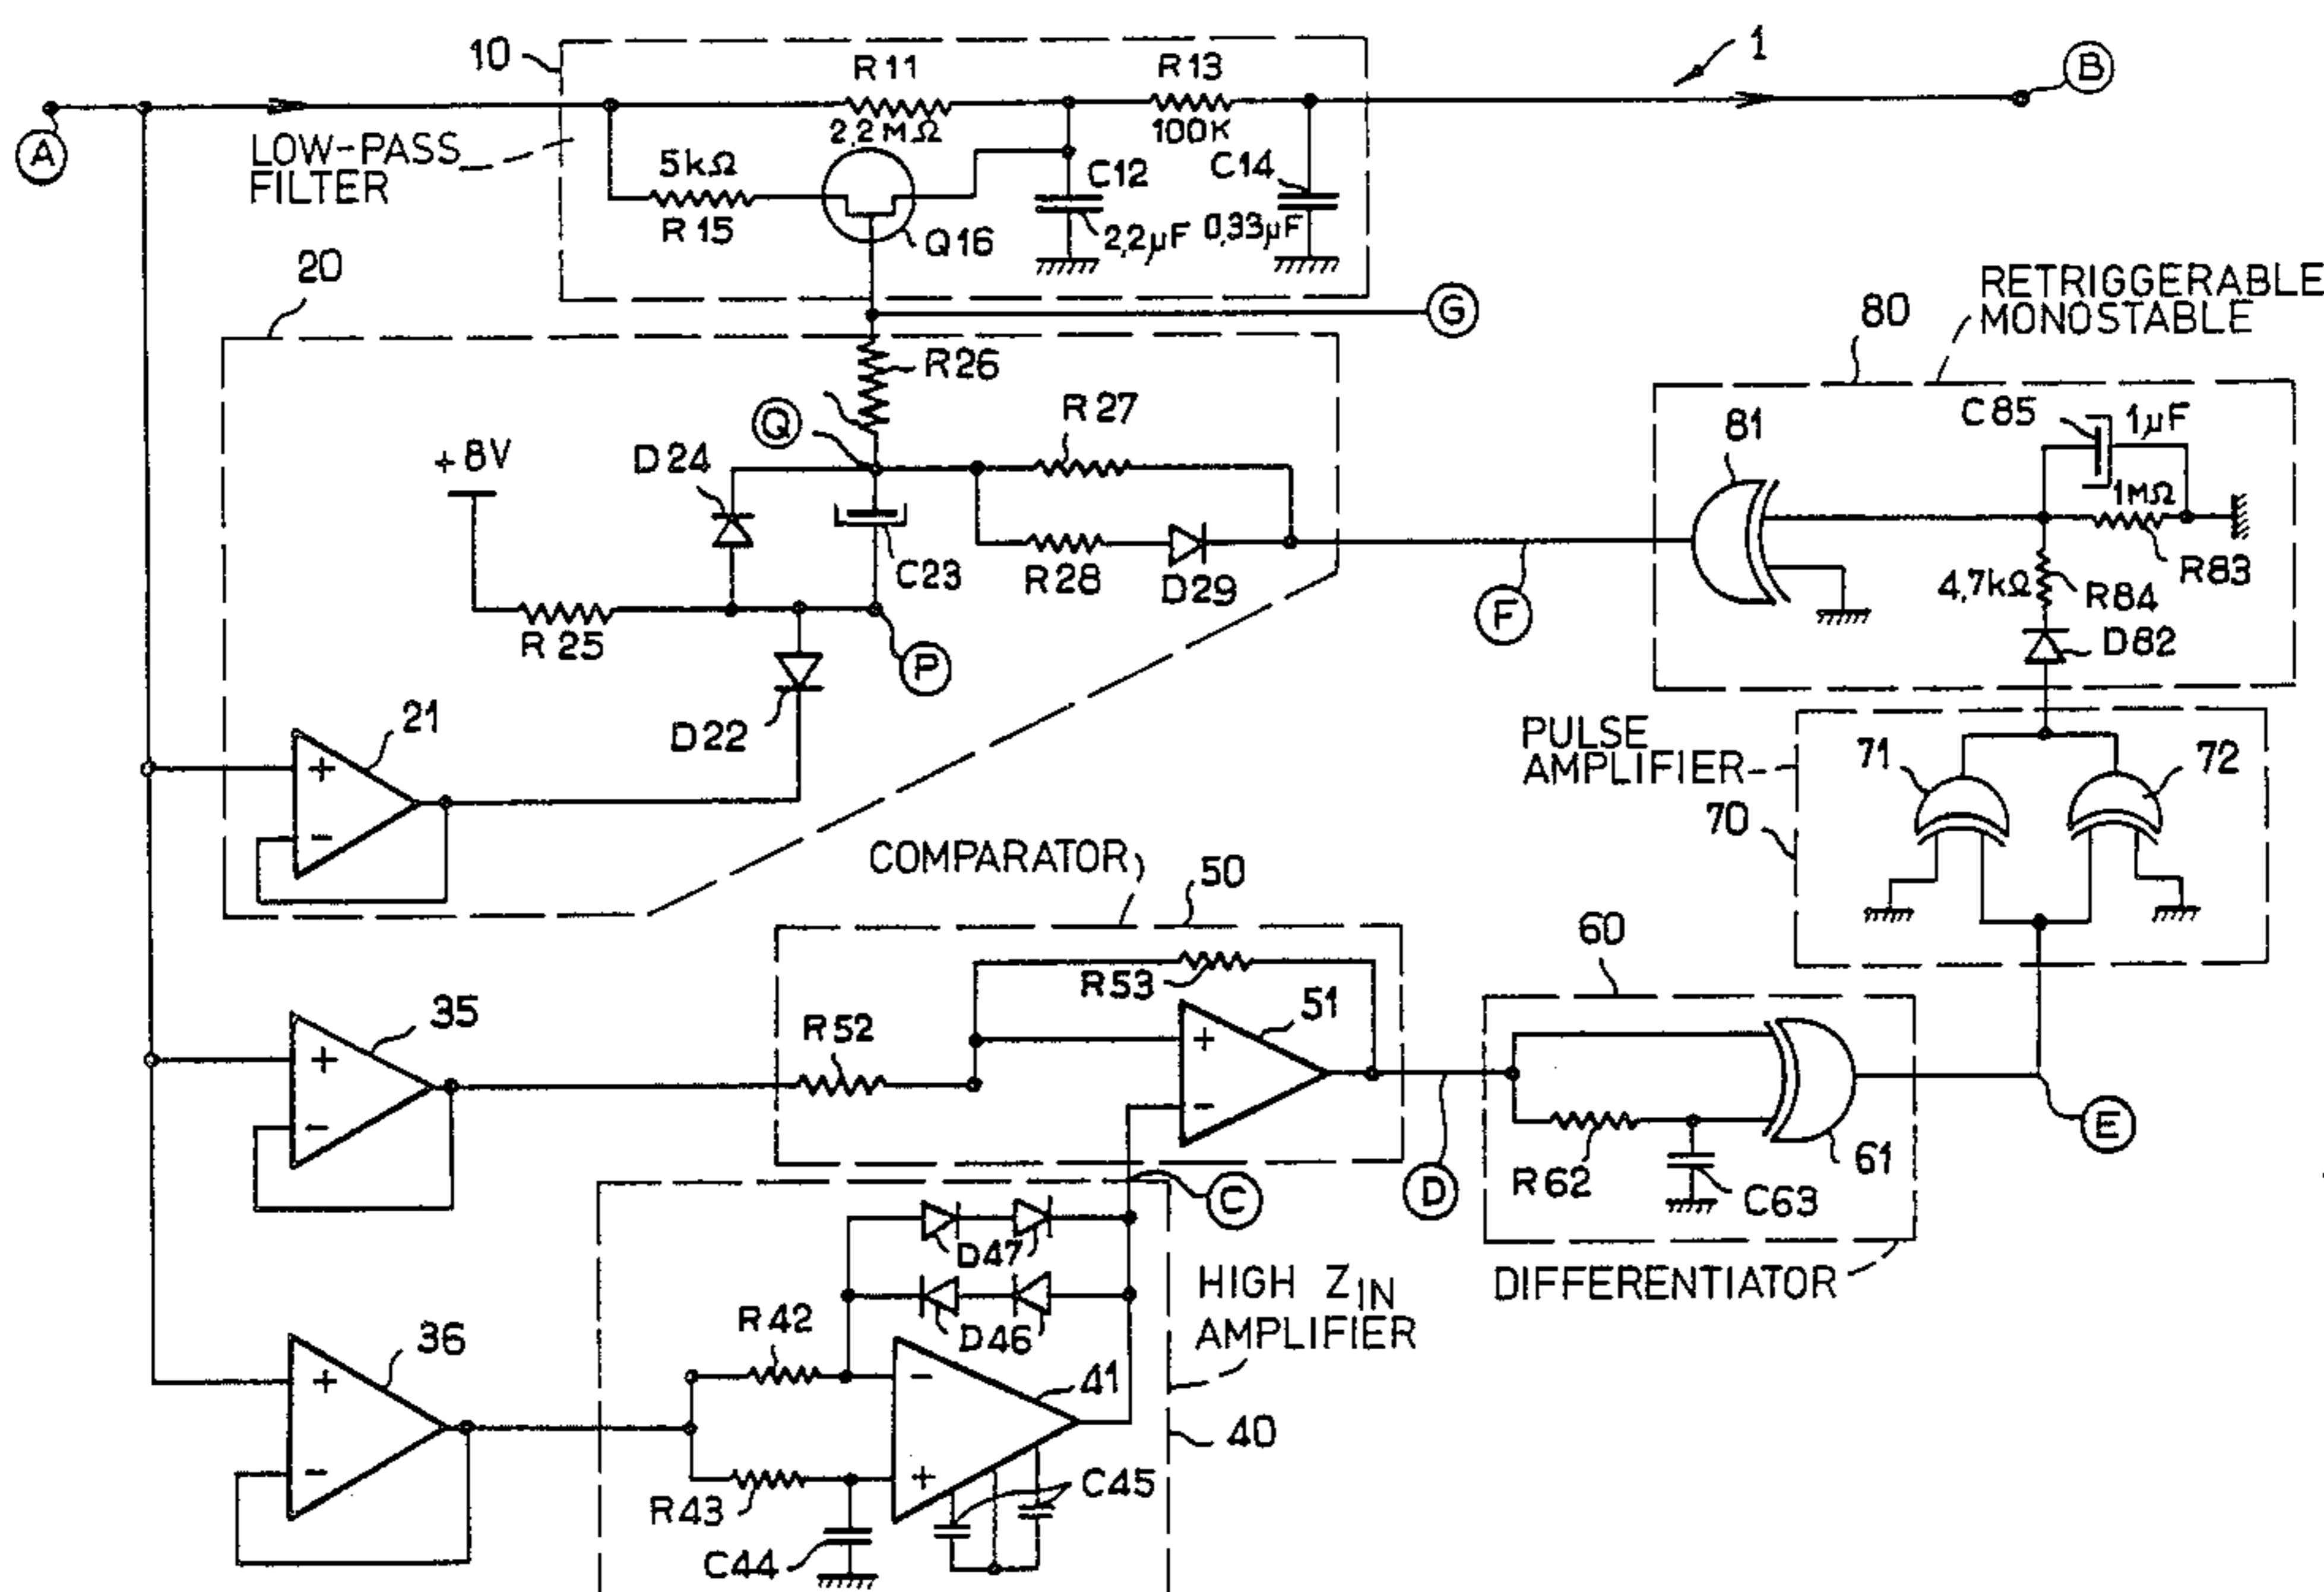 10
R11
R13
1
B
A
LOW-PASS
FILTER
2,2MΩ
100K
5kΩ
R15
Q16
C12
2,2µF
C14
0,33µF
20
G
RETRIGGERABLE
MONOSTABLE
80
R26
Q
R27
+8V
D24
C23
R28
D29
R25
P
D22
F
81
C85
1µF
1MΩ
R83
4,7kΩ
R84
D82
21
+
-
PULSE
AMPLIFIER
71
72
70
COMPARATOR
50
60
R53
35
+
-
R52
51
+
-
D
E
61
R62
C63
DIFFERENTIATOR
C
D47
D46
HIGH ZIN
AMPLIFIER
36
+
-
R42
41
-
+
40
R43
C44
C45